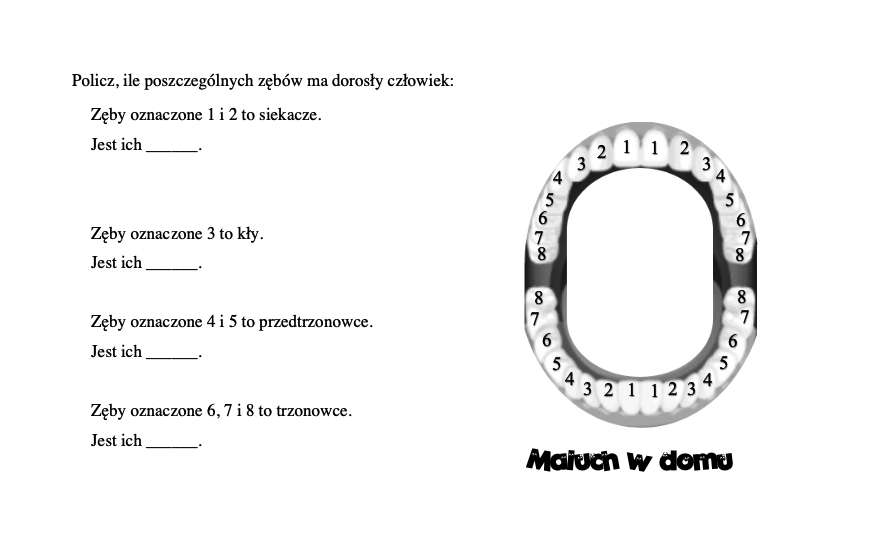 Policz, ile poszczególnych zębów ma dorosły człowiek:
Zęby oznaczone 1 i 2 to siekacze.
Jest ich ______.
Zęby oznaczone 3 to kły.
Jest ich ______.
Zęby oznaczone 4 i 5 to przedtrzonowce.
Jest ich ______.
Zęby oznaczone 6, 7 i 8 to trzonowce.
Jest ich ______.
4 3 2 1 1 2 3 4
5 5
6 6
7 7
8 8
8 8
7 7
6 6
5 5
4 3 2 1 1 2 3 4
Maluch w domu